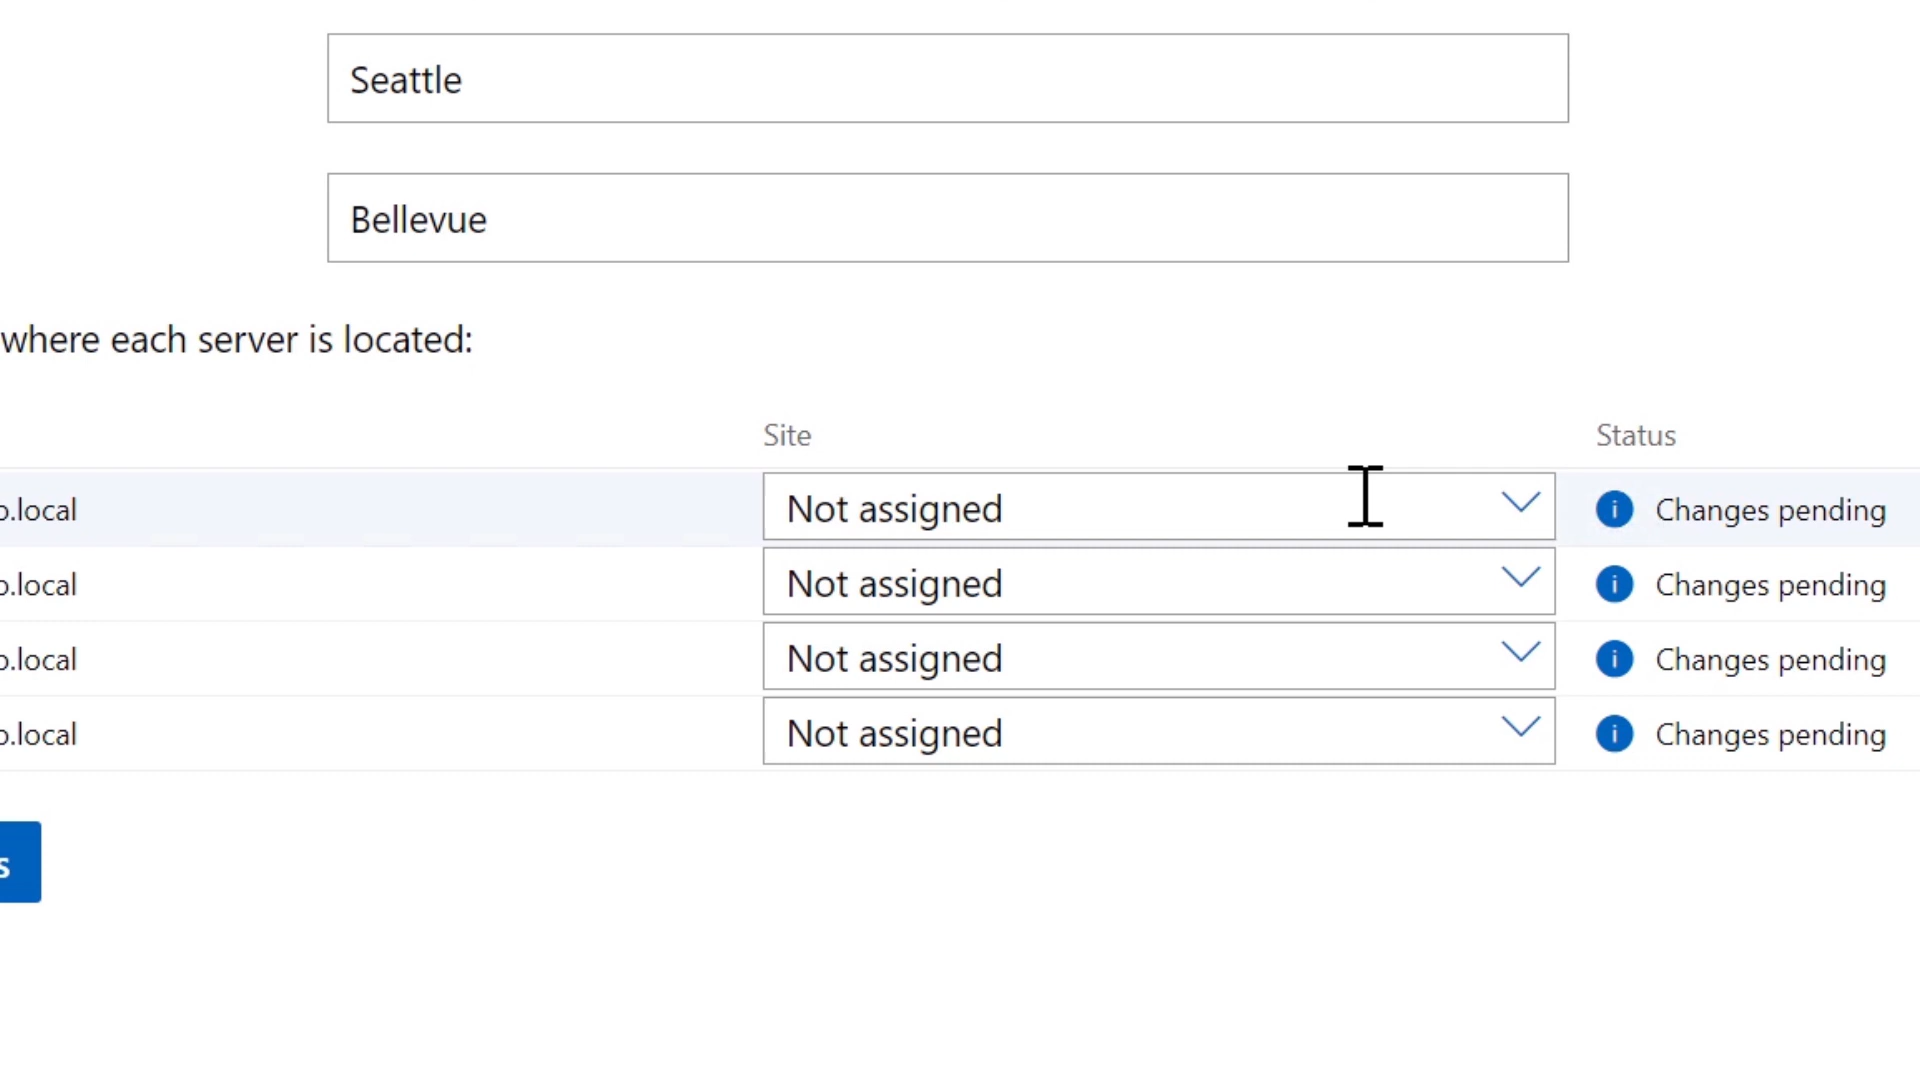 Seattle
Bellevue
where each server is located:
Site Status
.local Not assigned Changes pending
.local Not assigned Changes pending
.local Not assigned Changes pending
.local Not assigned Changes pending
s